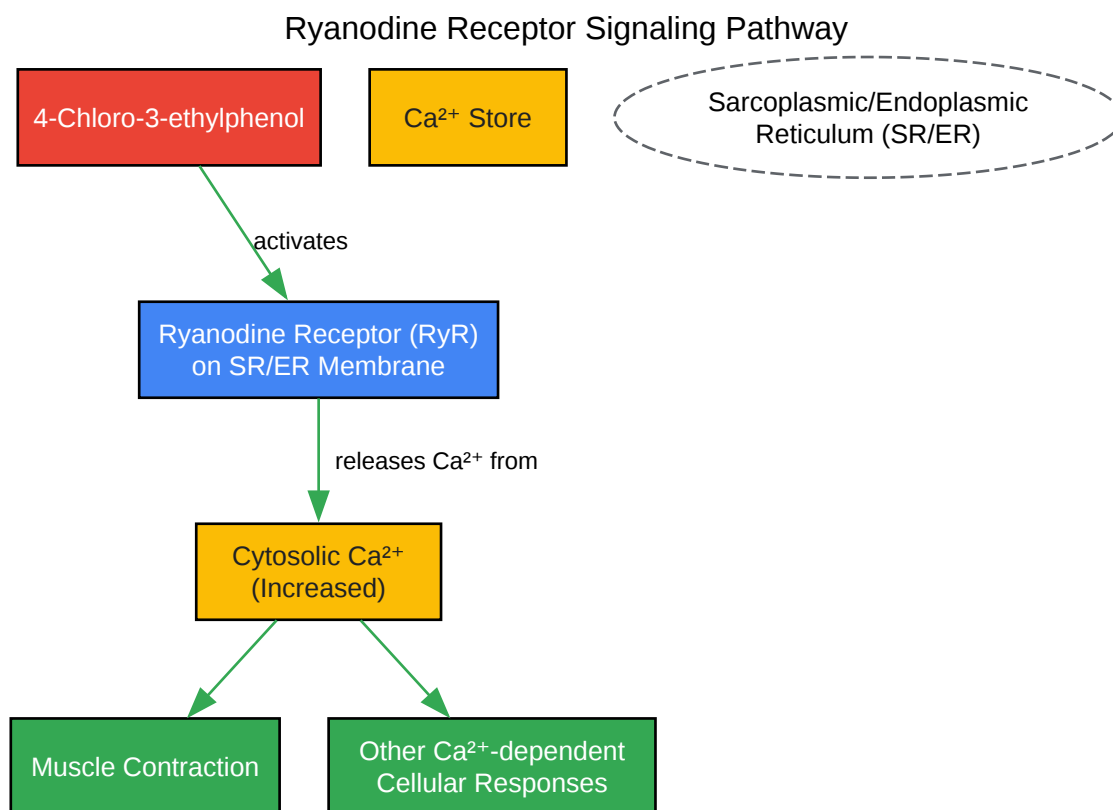 Ryanodine Receptor Signaling Pathway
4-Chloro-3-ethylphenol
Ca²⁺ Store
Sarcoplasmic/Endoplasmic
Reticulum (SR/ER)
activates
Ryanodine Receptor (RyR)
on SR/ER Membrane
releases Ca²⁺ from
Cytosolic Ca²⁺
(Increased)
Muscle Contraction
Other Ca²⁺-dependent
Cellular Responses